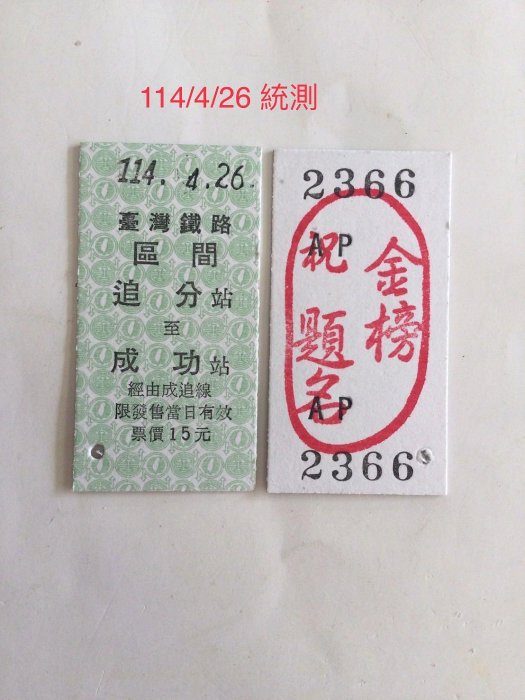 114/4/26 統測
114. 4.26.
臺灣鐵路
區間
追分站
至
成功站
經由成追線
限發售當日有效
票價15元
2366
AP
祝
金榜
題名
AP
2366